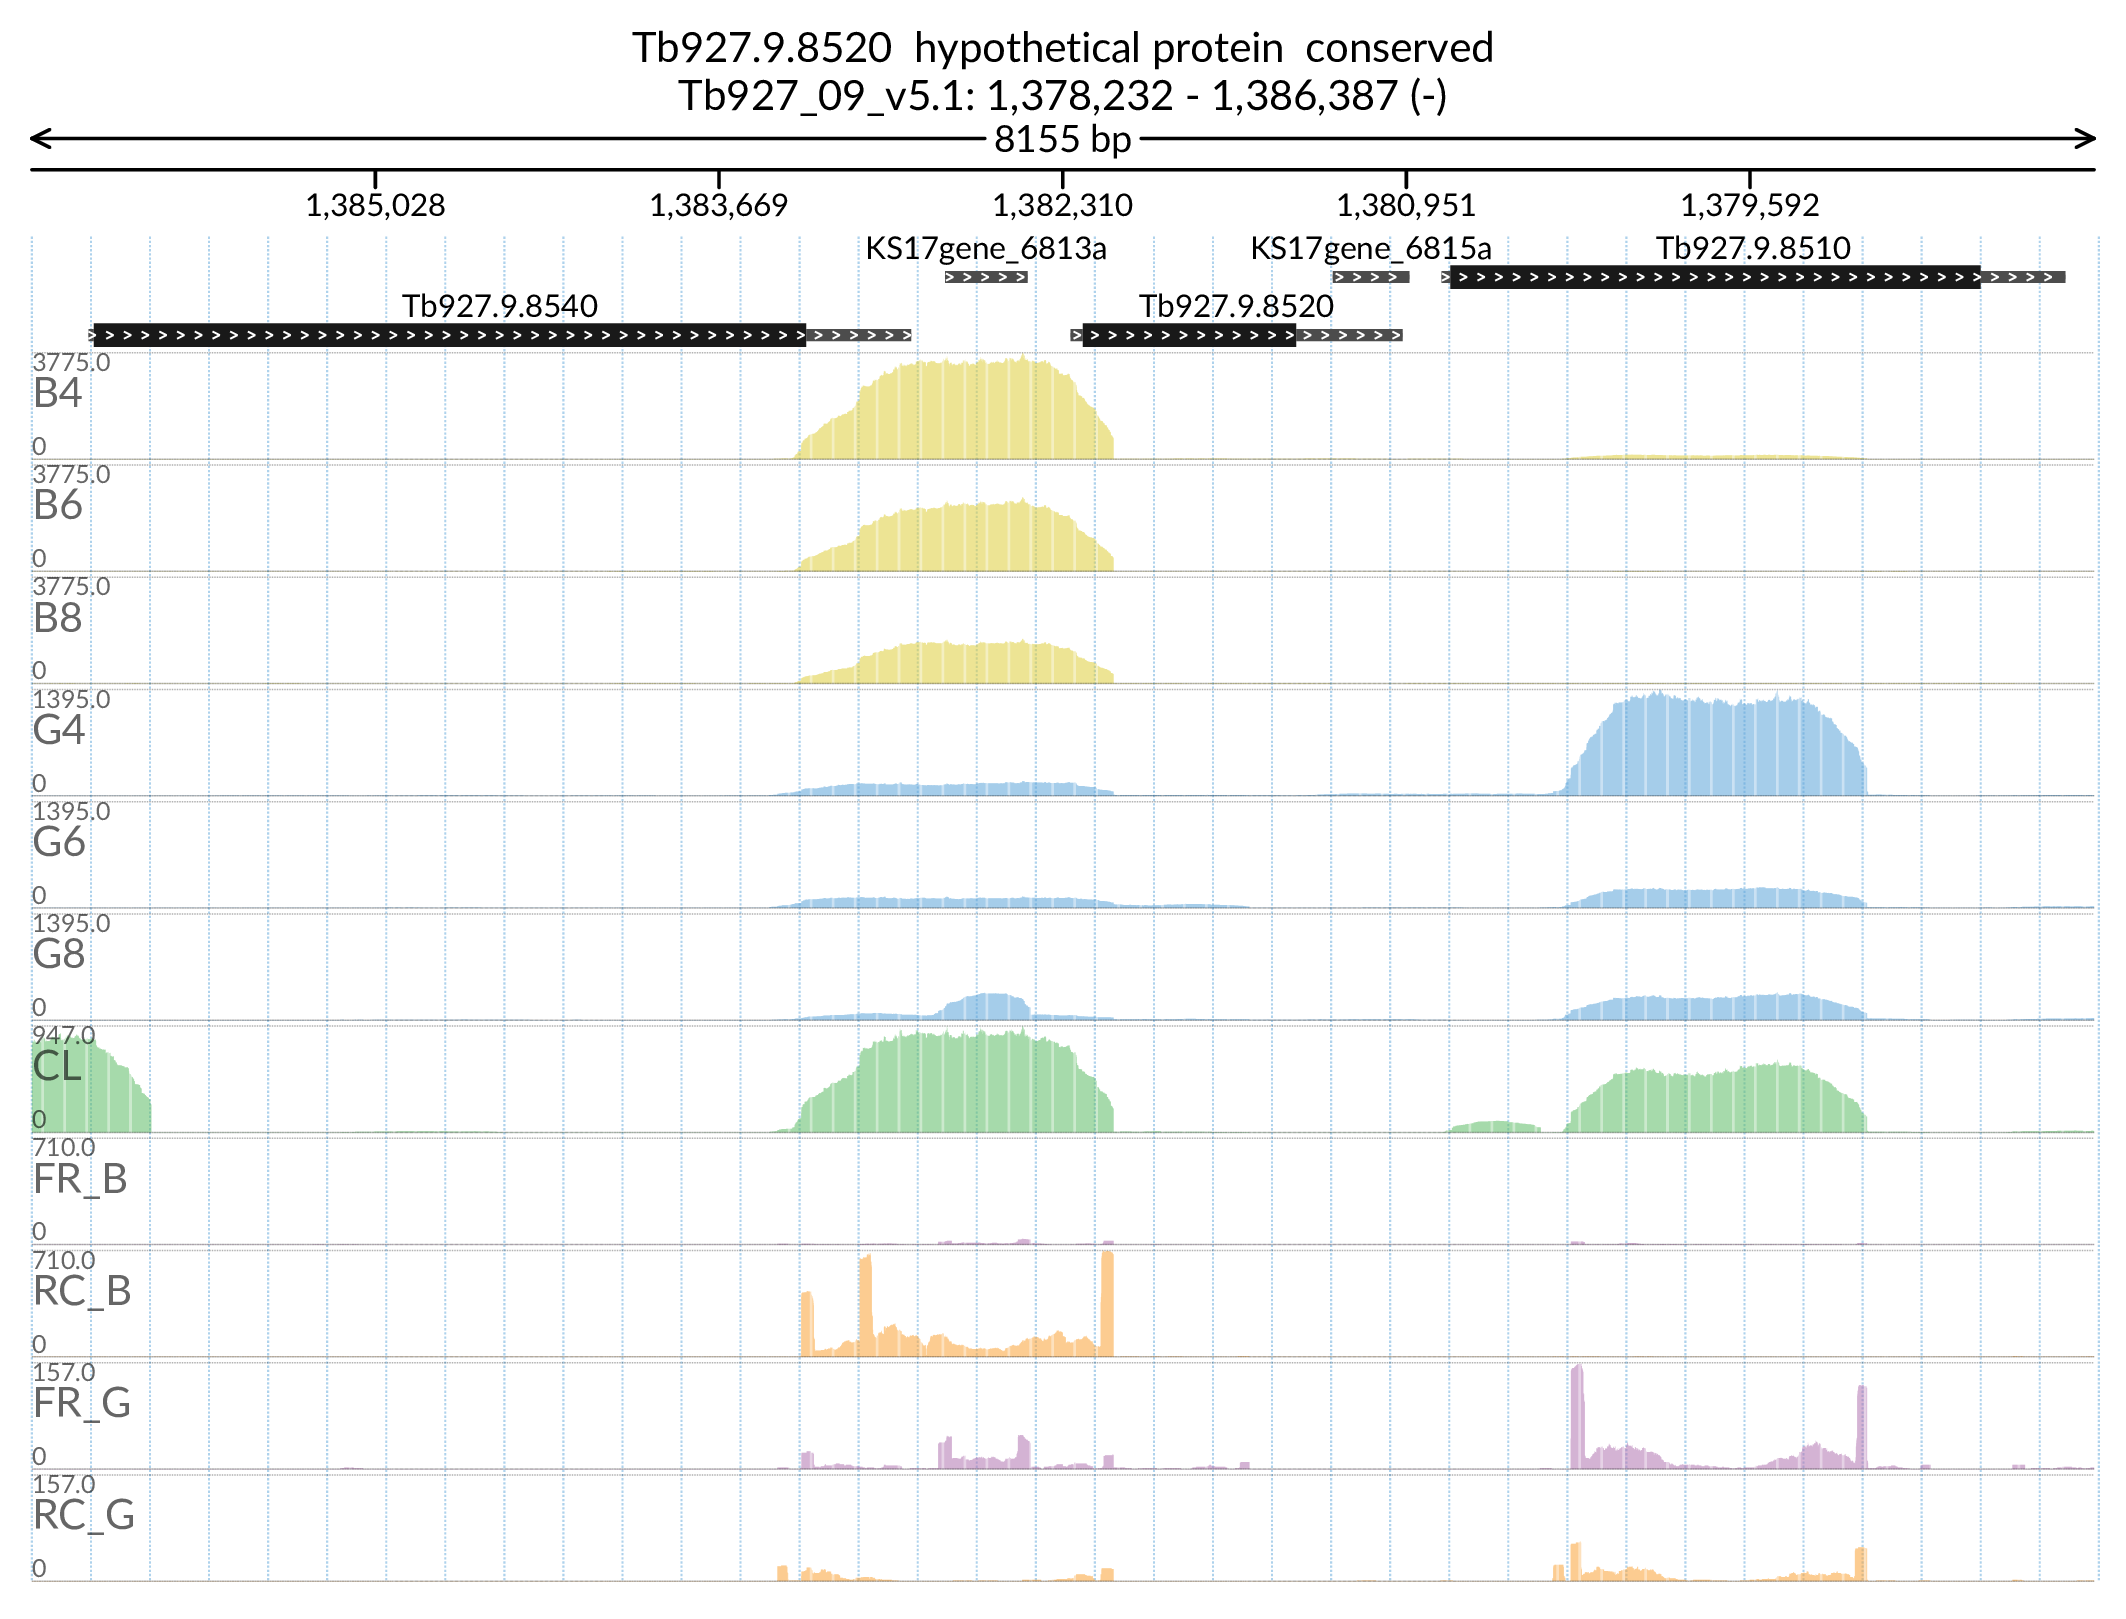 Tb927.9.8520  hypothetical protein  conserved
Tb927_09_v5.1: 1,378,232 - 1,386,387 (-)
8155 bp
1,385,028 1,383,669 1,382,310 1,380,951 1,379,592
KS17gene_6813a KS17gene_6815a Tb927.9.8510
Tb927.9.8540 Tb927.9.8520
3775.0
B4
0
3775.0
B6
0
3775.0
B8
0
1395.0
G4
0
1395.0
G6
0
1395.0
G8
0
947.0
CL
0
710.0
FR_B
0
710.0
RC_B
0
157.0
FR_G
0
157.0
RC_G
0